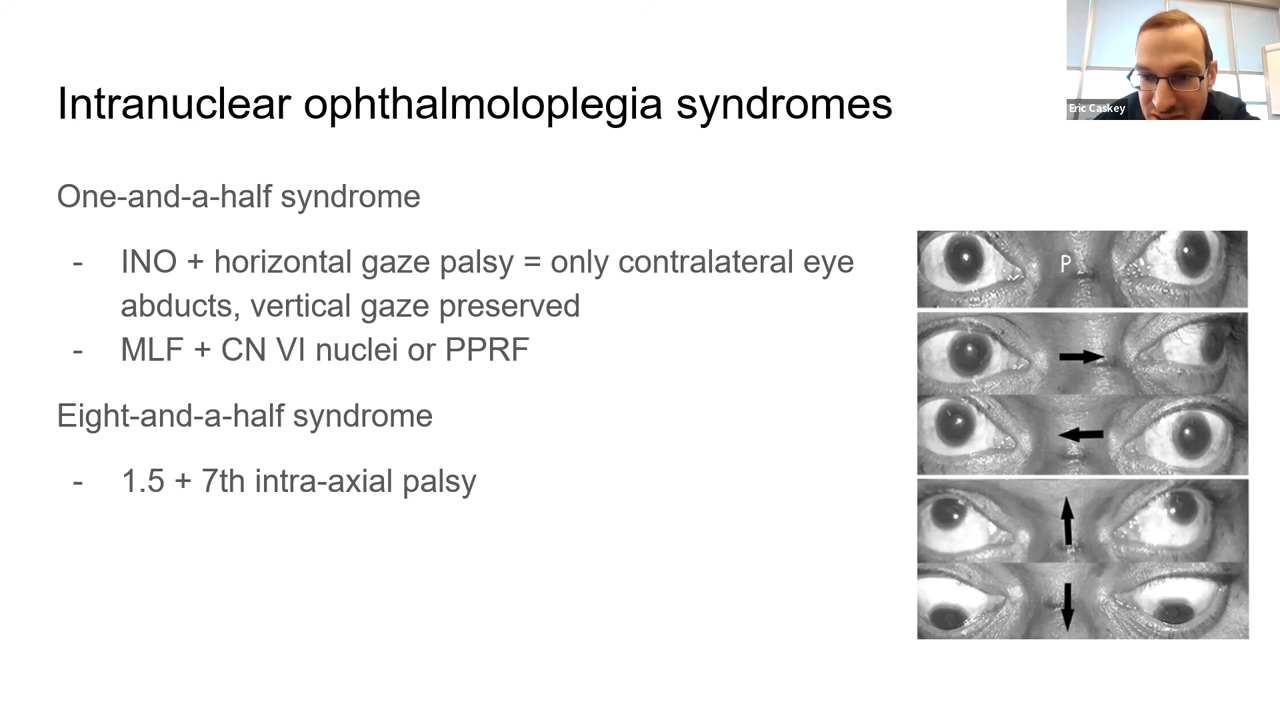 Intranuclear ophthalmoloplegia syndromes
Eric Caskey
One-and-a-half syndrome
- INO + horizontal gaze palsy = only contralateral eye
abducts, vertical gaze preserved
- MLF + CN VI nuclei or PPRF
Eight-and-a-half syndrome
- 1.5 + 7th intra-axial palsy
P